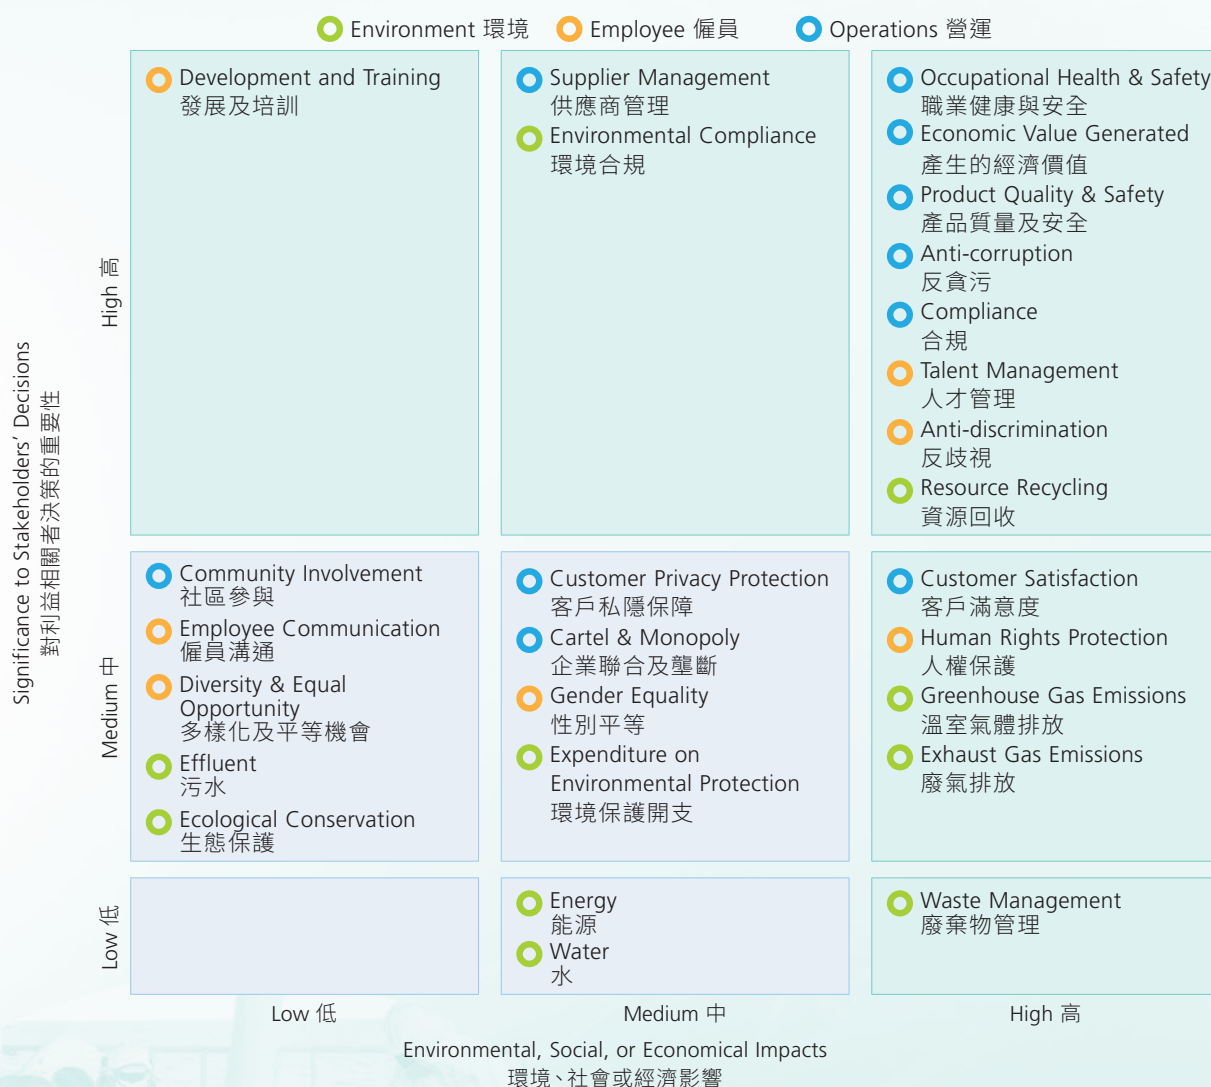 Environment 環境 Employee 僱員 Operations 營運
Significance to Stakeholders' Decisions
對利益相關者決策的重要性
High 高
Development and Training
發展及培訓
Supplier Management
供應商管理
Environmental Compliance
環境合規
Occupational Health & Safety
職業健康與安全
Economic Value Generated
產生的經濟價值
Product Quality & Safety
產品質量及安全
Anti-corruption
反貪污
Compliance
合規
Talent Management
人才管理
Anti-discrimination
反歧視
Resource Recycling
資源回收
Medium 中
Community Involvement
社區參與
Employee Communication
僱員溝通
Diversity & Equal
Opportunity
多樣化及平等機會
Effluent
污水
Ecological Conservation
生態保護
Customer Privacy Protection
客戶私隱保障
Cartel & Monopoly
企業聯合及壟斷
Gender Equality
性別平等
Expenditure on
Environmental Protection
環境保護開支
Customer Satisfaction
客戶滿意度
Human Rights Protection
人權保護
Greenhouse Gas Emissions
溫室氣體排放
Exhaust Gas Emissions
廢氣排放
Low 低
Energy
能源
Water
水
Waste Management
廢棄物管理
Low 低 Medium 中 High 高
Environmental, Social, or Economical Impacts
環境、社會或經濟影響